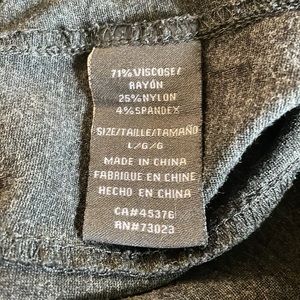 71%VISCOSE/
RAYÓN
25%NYLON
4%SPANDEX
SIZE/TAILLE/TAMAÑO
L/G/G
MADE IN CHINA
FABRIQUE EN CHINE
HECHO EN CHINA
CA#45376
RN#73023